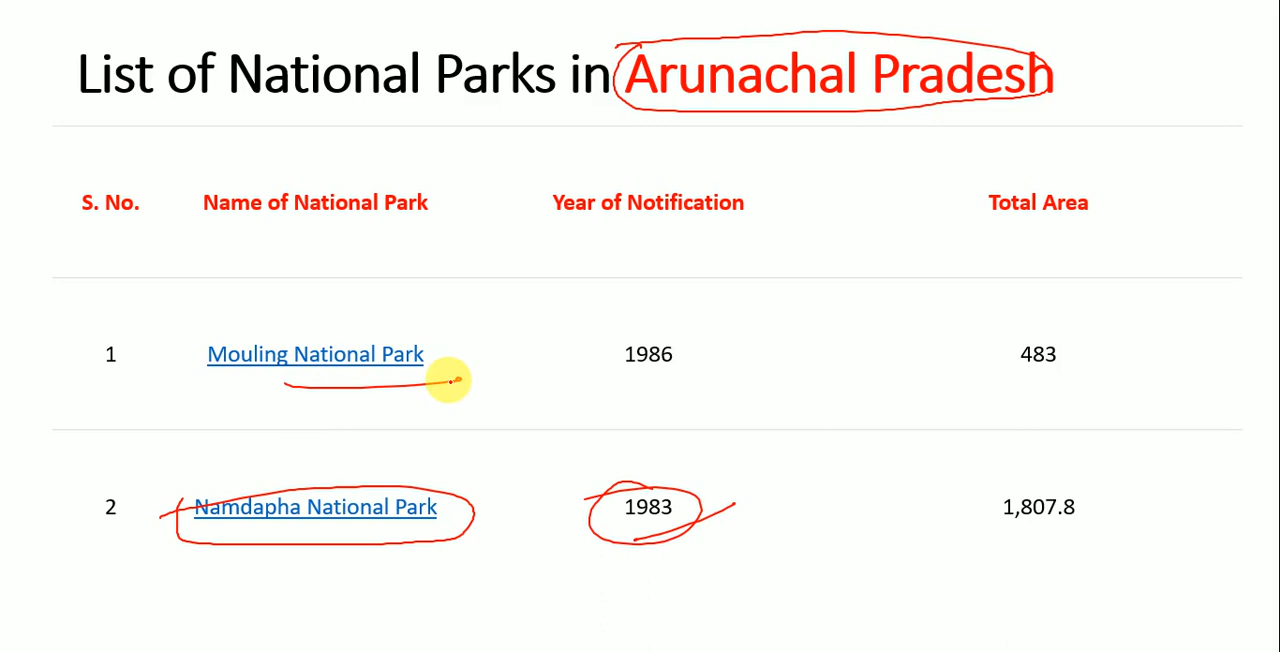 List of National Parks in Arunachal Pradesh
S. No. Name of National Park Year of Notification Total Area
1 Mouling National Park 1986 483
2 Namdapha National Park 1983 1,807.8